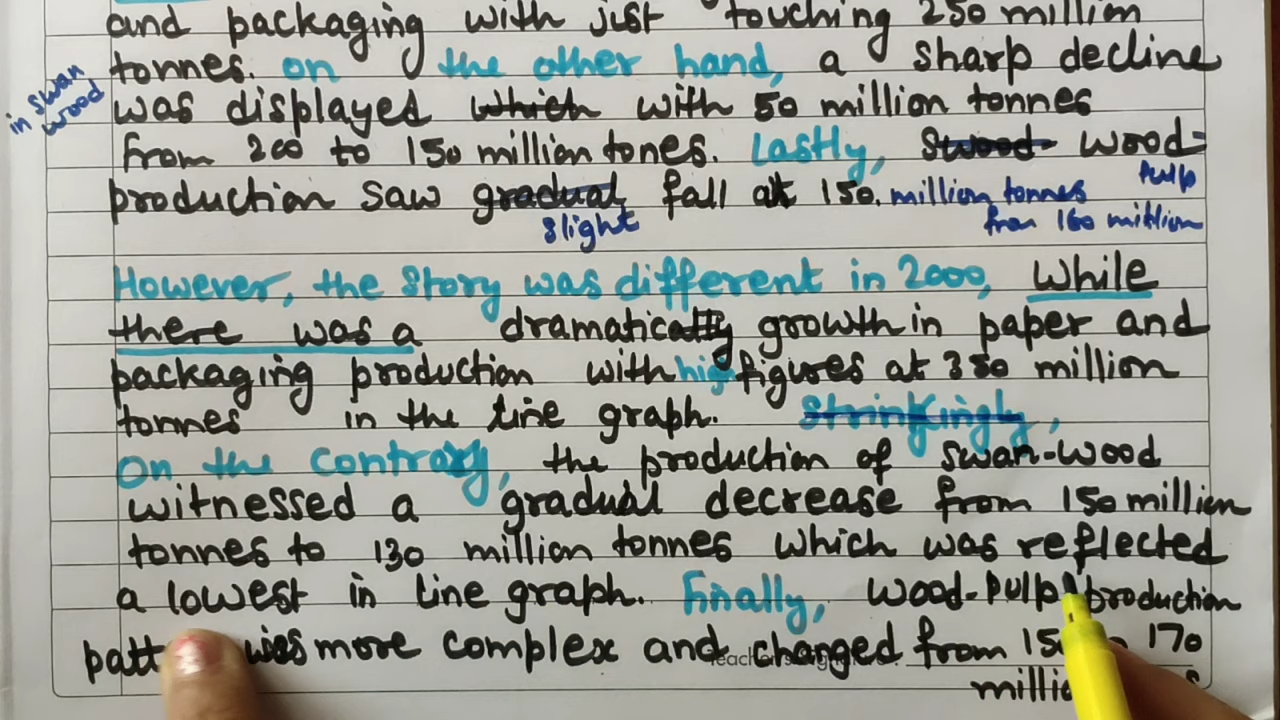 and packaging with just touching 250 million
tonnes. on the other hand, a sharp decline
in swan wood
was displayed which with 50 million tonnes
from 200 to 150 million tones. Lastly, Swood- wood-
pulp
production saw gradual fall at 150. million tonnes
slight
from 160 million
However, the story was different in 2000, While
there was a dramatically growth in paper and
packaging production with high figures at 350 million
tonnes in the line graph. Strinkingly,
On the contrary, the production of swan-wood
witnessed a gradual decrease from 150 million
tonnes to 130 million tonnes which was reflected
a lowest in line graph. Finally, wood-pulp production
was more complex and changed from 170
Teacher's Signature